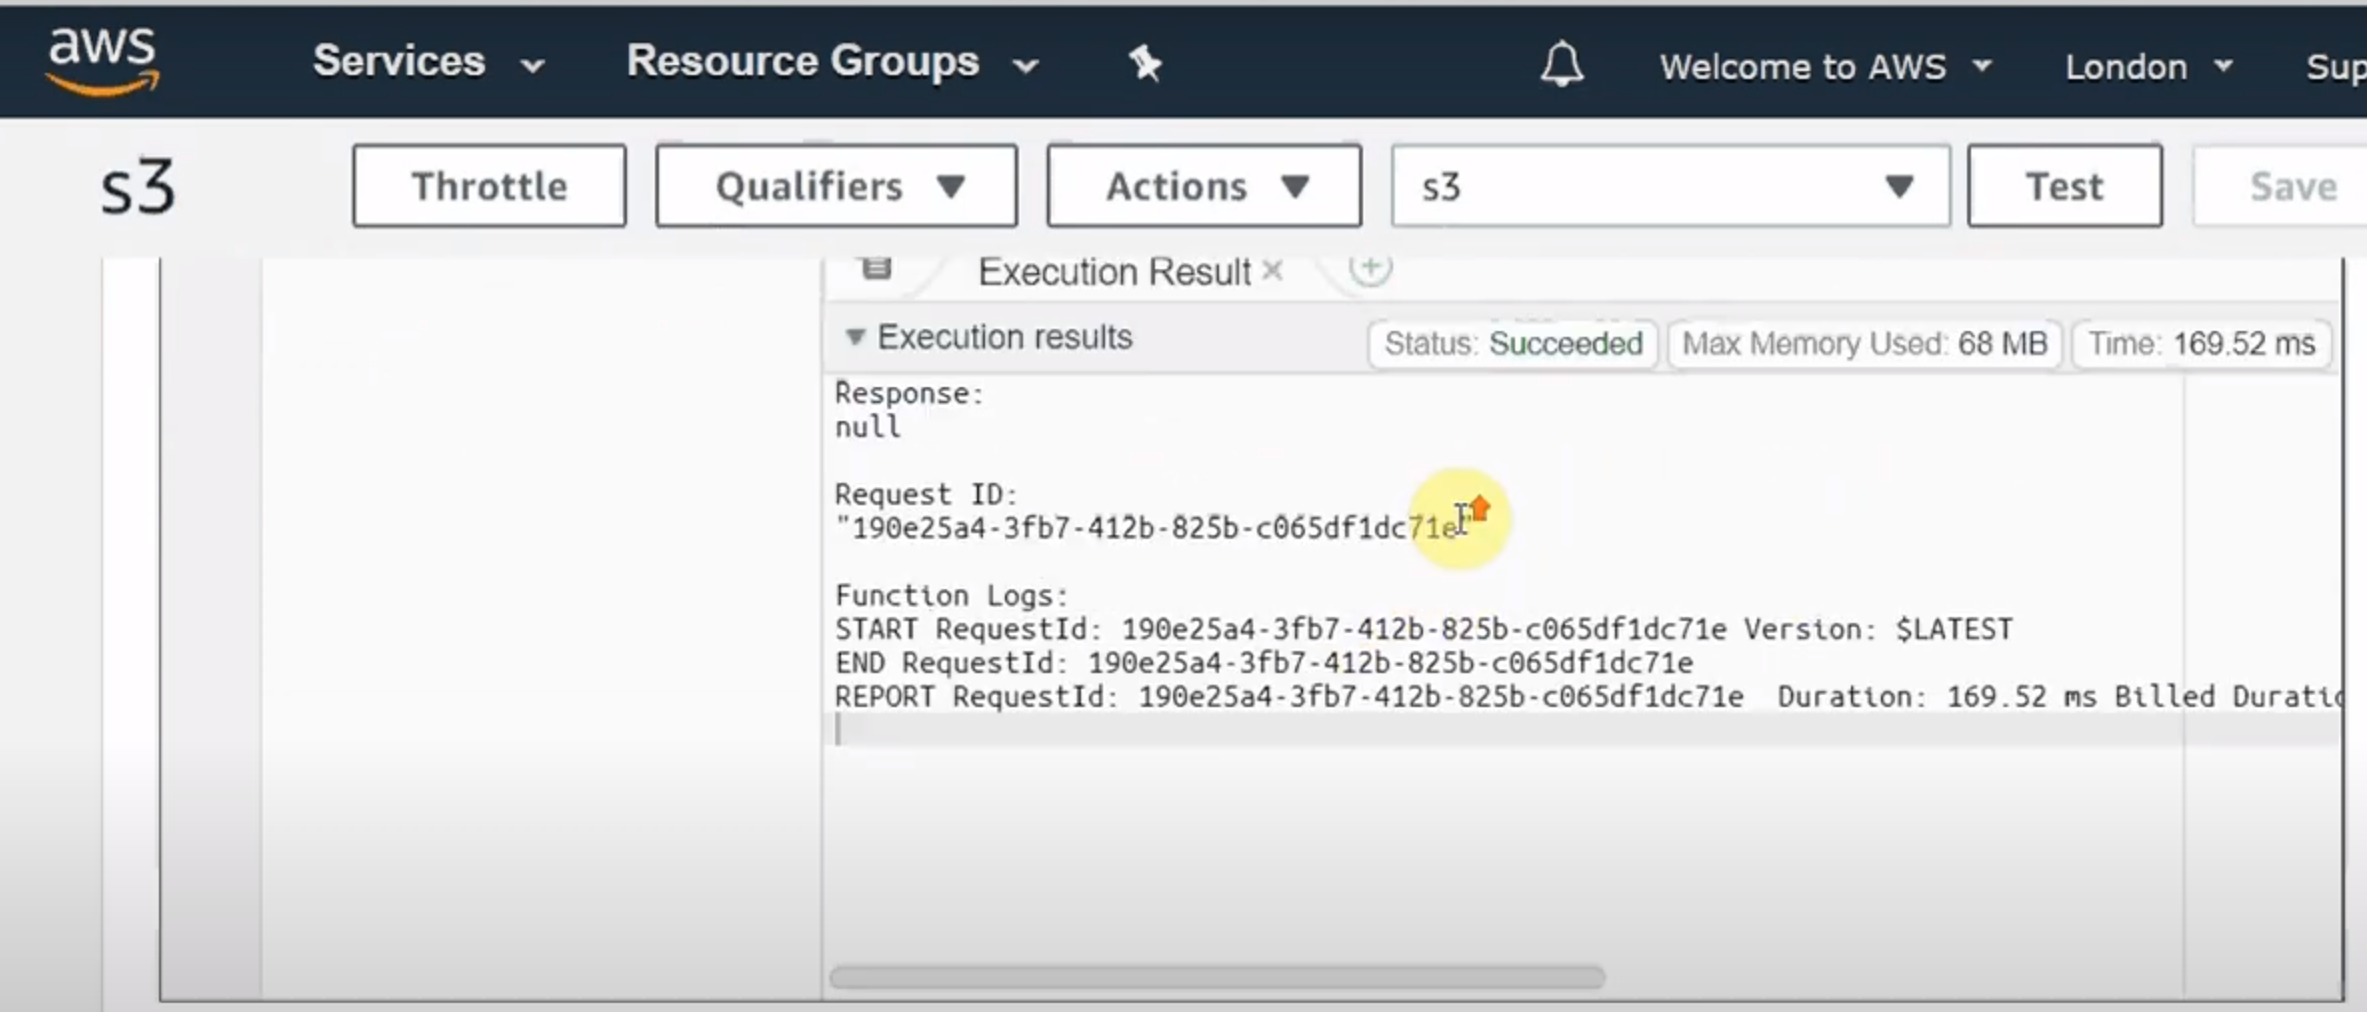 aws Services Resource Groups Welcome to AWS London Sup
s3 Throttle Qualifiers Actions s3 Test Save
Execution Result
Execution results Status: Succeeded Max Memory Used: 68 MB Time: 169.52 ms
Response:
null
Request ID:
"190e25a4-3fb7-412b-825b-c065df1dc71e"
Function Logs:
START RequestId: 190e25a4-3fb7-412b-825b-c065df1dc71e Version: $LATEST
END RequestId: 190e25a4-3fb7-412b-825b-c065df1dc71e
REPORT RequestId: 190e25a4-3fb7-412b-825b-c065df1dc71e Duration: 169.52 ms Billed Duratio